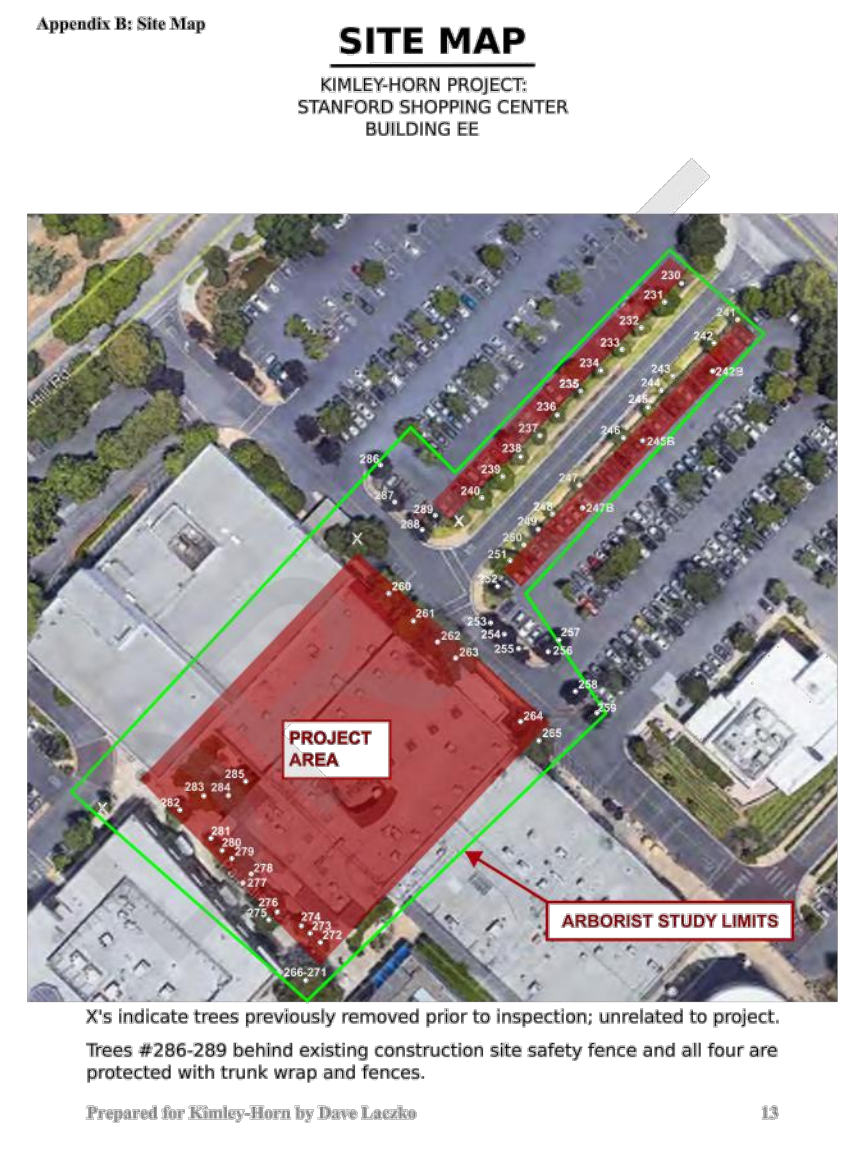 Appendix B: Site Map
SITE MAP
KIMLEY-HORN PROJECT:
STANFORD SHOPPING CENTER
BUILDING EE
230
231
232
233
234
235
236
237
238
239
240
241
242
242B
243
244
245
245B
246
247
247B
248
249
250
251
252
253
254
255
256
257
258
259
286
287
288
289
X
X
260
261
262
263
264
265
Hill Rd
PROJECT
AREA
285
284
283
282
X
281
280
279
278
277
276
275
274
273
272
266-271
ARBORIST STUDY LIMITS
X's indicate trees previously removed prior to inspection; unrelated to project.
Trees #286-289 behind existing construction site safety fence and all four are
protected with trunk wrap and fences.
Prepared for Kimley-Horn by Dave Laczko
13